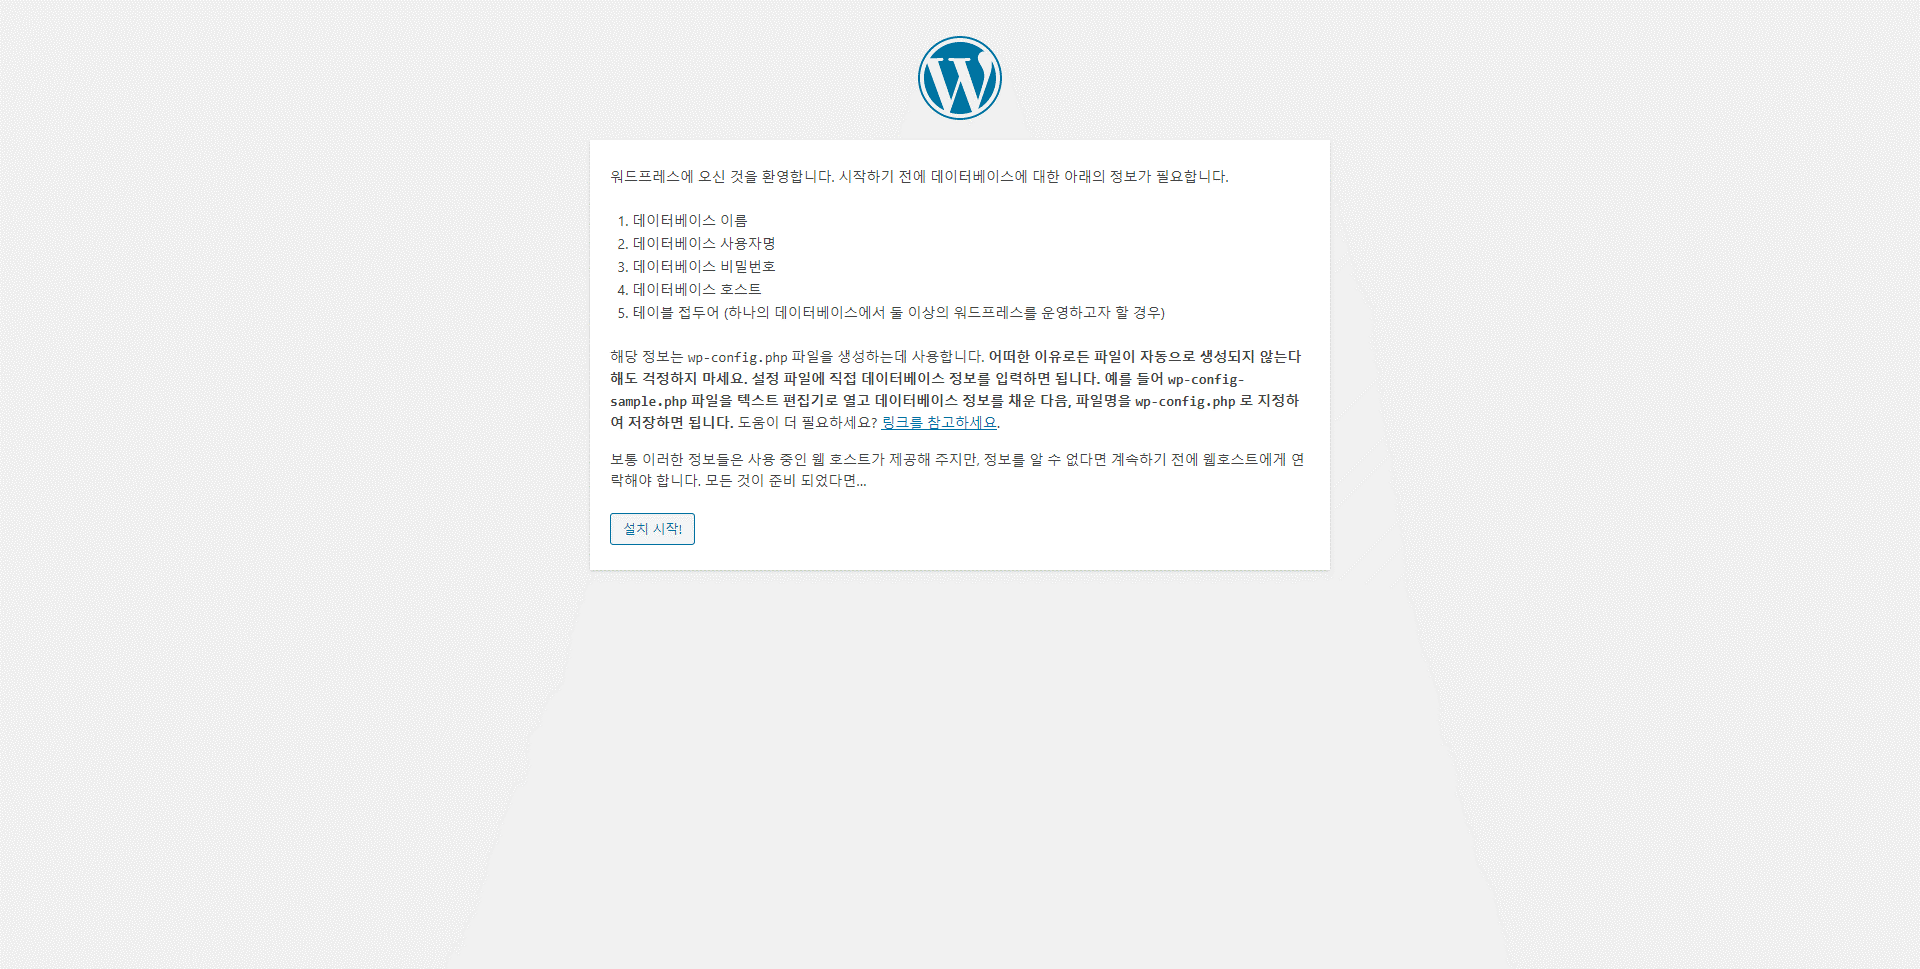 워드프레스에 오신 것을 환영합니다. 시작하기 전에 데이터베이스에 대한 아래의 정보가 필요합니다.
1. 데이터베이스 이름
2. 데이터베이스 사용자명
3. 데이터베이스 비밀번호
4. 데이터베이스 호스트
5. 테이블 접두어 (하나의 데이터베이스에서 둘 이상의 워드프레스를 운영하고자 할 경우)
해당 정보는 wp-config.php 파일을 생성하는데 사용합니다. 어떠한 이유로든 파일이 자동으로 생성되지 않는다
해도 걱정하지 마세요. 설정 파일에 직접 데이터베이스 정보를 입력하면 됩니다. 예를 들어 wp-config-
sample.php 파일을 텍스트 편집기로 열고 데이터베이스 정보를 채운 다음, 파일명을 wp-config.php 로 지정하
여 저장하면 됩니다. 도움이 더 필요하세요? 링크를 참고하세요.
보통 이러한 정보들은 사용 중인 웹 호스트가 제공해 주지만, 정보를 알 수 없다면 계속하기 전에 웹호스트에게 연
락해야 합니다. 모든 것이 준비 되었다면…
설치 시작!